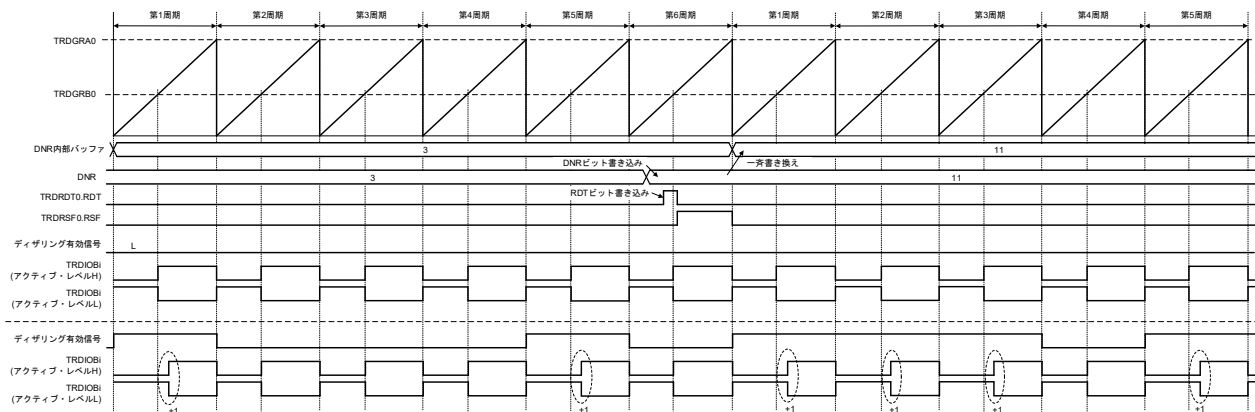 第1周期 第2周期 第3周期 第4周期 第5周期 第6周期 第1周期 第2周期 第3周期 第4周期 第5周期
TRDGRA0
TRDGRB0
DNR内部バッファ 3 11
DNRビット書き込み 一斉書き換え
DNR 3 11
TRDRDT0.RDT RDTビット書き込み
TRDRSF0.RSF
ディザリング有効信号 L
TRDIOBi
(アクティブ・レベルH)
TRDIOBi
(アクティブ・レベルL)
ディザリング有効信号
TRDIOBi
(アクティブ・レベルH)
TRDIOBi
(アクティブ・レベルL)
+1 +1 +1 +1 +1 +1